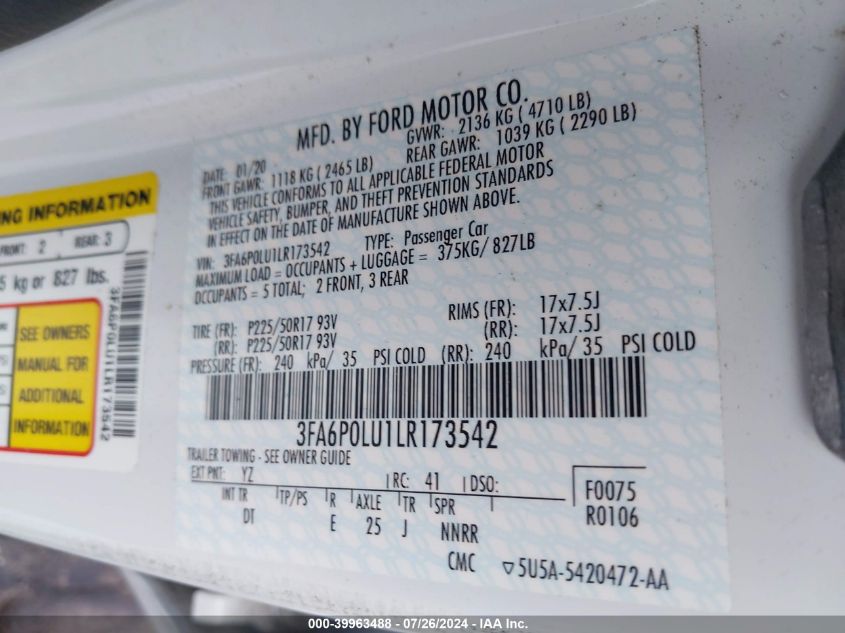 MFD. BY FORD MOTOR CO.
DATE: 01/20 GVWR: 2136 KG ( 4710 LB)
FRONT GAWR: 1118 KG ( 2465 LB) REAR GAWR: 1039 KG ( 2290 LB)
THIS VEHICLE CONFORMS TO ALL APPLICABLE FEDERAL MOTOR
VEHICLE SAFETY, BUMPER, AND THEFT PREVENTION STANDARDS
IN EFFECT ON THE DATE OF MANUFACTURE SHOWN ABOVE.
VIN: 3FA6P0LU1LR173542 TYPE: Passenger Car
MAXIMUM LOAD = OCCUPANTS + LUGGAGE = 375KG/ 827LB
OCCUPANTS = 5 TOTAL; 2 FRONT, 3 REAR
TIRE (FR): P225/50R17 93V RIMS (FR): 17x7.5J
(RR): P225/50R17 93V (RR): 17x7.5J
PRESSURE (FR): 240 kPa/ 35 PSI COLD (RR): 240 kPa/ 35 PSI COLD
3FA6P0LU1LR173542
TRAILER TOWING - SEE OWNER GUIDE
EXT PNT: YZ RC: 41 DSO:
F0075
INT TR TP/PS R AXLE TR SPR
R0106
DT E 25 J NNRR
CMC ▽5U5A-5420472-AA
NG INFORMATION
FRONT: 2 REAR: 3
5 kg or 827 lbs.
SEE OWNERS
MANUAL FOR
ADDITIONAL
INFORMATION
3FA6P0LU1LR173542
000-39963488 - 07/26/2024 - IAA Inc.